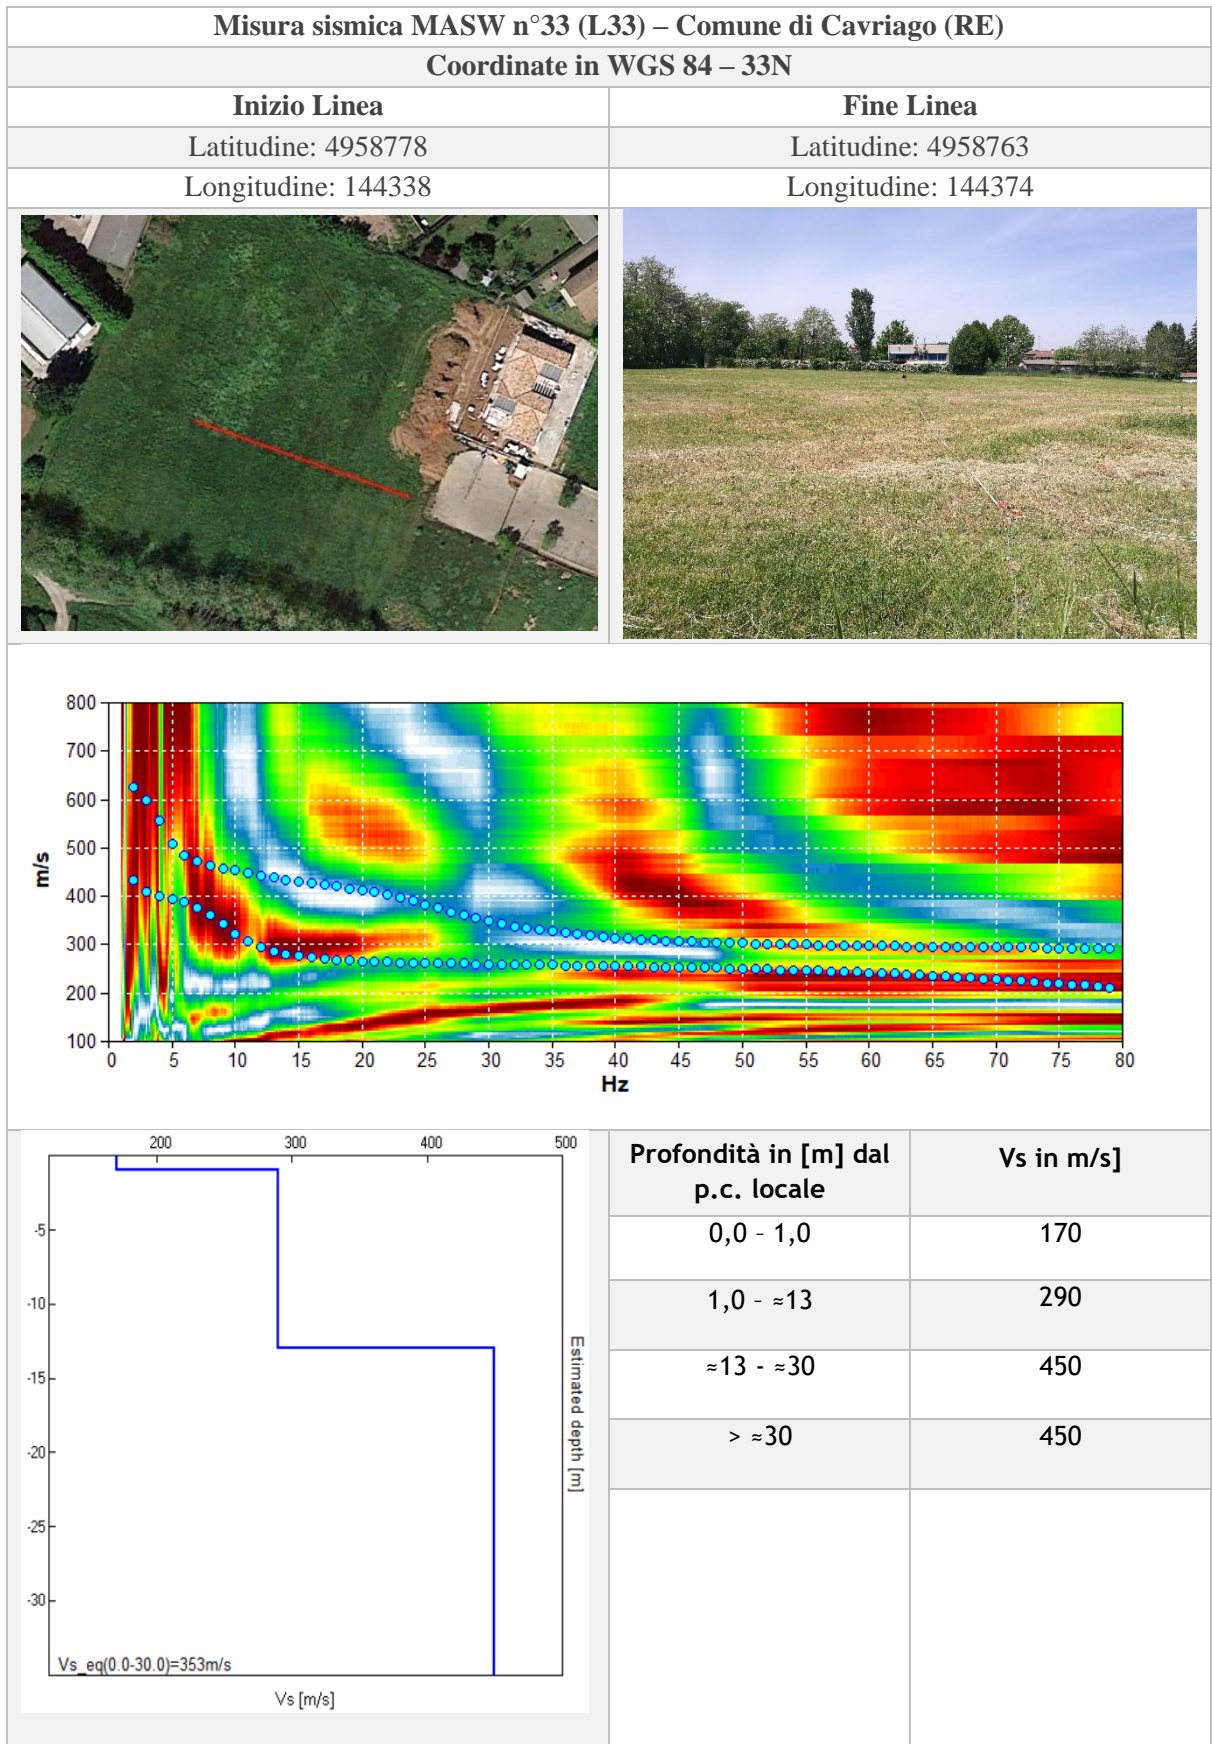 Misura sismica MASW n°33 (L33) – Comune di Cavriago (RE)
Coordinate in WGS 84 – 33N
Inizio Linea
Fine Linea
Latitudine: 4958778
Latitudine: 4958763
Longitudine: 144338
Longitudine: 144374
800
700
600
500
400
300
200
100
m/s
0 5 10 15 20 25 30 35 40 45 50 55 60 65 70 75 80
Hz
200 300 400 500
-5
-10
-15
-20
-25
-30
Estimated depth [m]
Vs_eq(0.0-30.0)=353m/s
Vs [m/s]
Profondità in [m] dal
p.c. locale
Vs in m/s]
0,0 – 1,0
170
1,0 – ≈13
290
≈13 - ≈30
450
> ≈30
450